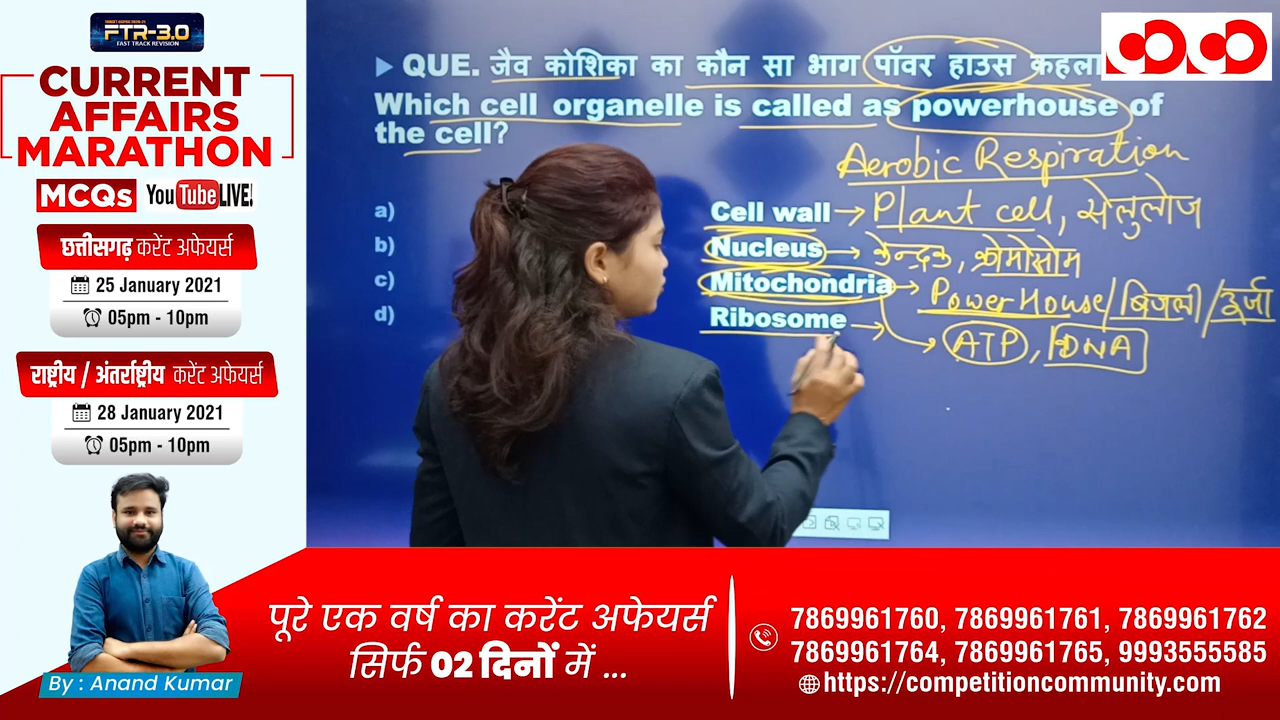 TARGET CGPSC 2020-21
FTR-3.0
FAST TRACK REVISION
CURRENT
AFFAIRS
MARATHON
MCQs YouTube LIVE!
छत्तीसगढ़ करेंट अफेयर्स
25 January 2021
05pm - 10pm
राष्ट्रीय / अंतर्राष्ट्रीय करेंट अफेयर्स
28 January 2021
05pm - 10pm
By : Anand Kumar
QUE. जैव कोशिका का कौन सा भाग पॉवर हाउस कहला
Which cell organelle is called as powerhouse of
the cell?
Aerobic Respiration
a) Cell wall → Plant cell, सेलुलोज
b) Nucleus → केन्द्रक, क्रोमोसोम
c) Mitochondria → Power House/बिजली/ऊर्जा
d) Ribosome →
→ ATP, DNA
पूरे एक वर्ष का करेंट अफेयर्स
सिर्फ 02 दिनों में ...
7869961760, 7869961761, 7869961762
7869961764, 7869961765, 9993555585
https://competitioncommunity.com